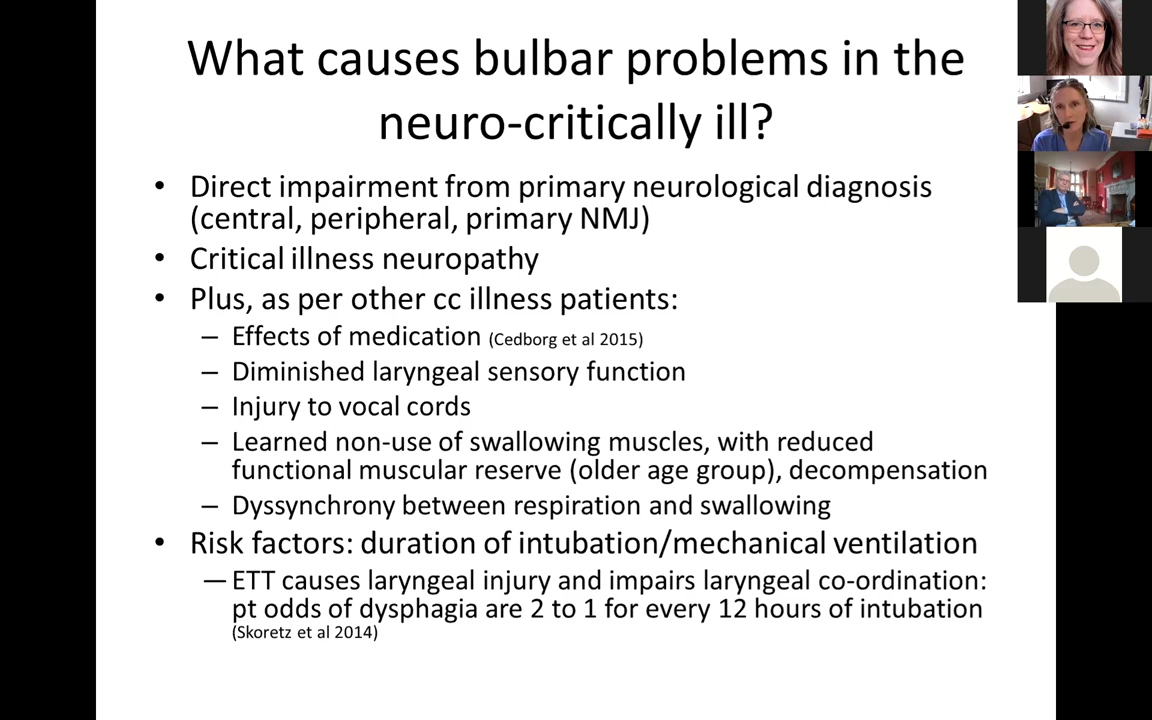 What causes bulbar problems in the
neuro-critically ill?
• Direct impairment from primary neurological diagnosis
(central, peripheral, primary NMJ)
• Critical illness neuropathy
• Plus, as per other cc illness patients:
– Effects of medication (Cedborg et al 2015)
– Diminished laryngeal sensory function
– Injury to vocal cords
– Learned non-use of swallowing muscles, with reduced
functional muscular reserve (older age group), decompensation
– Dyssynchrony between respiration and swallowing
• Risk factors: duration of intubation/mechanical ventilation
— ETT causes laryngeal injury and impairs laryngeal co-ordination:
pt odds of dysphagia are 2 to 1 for every 12 hours of intubation
(Skoretz et al 2014)